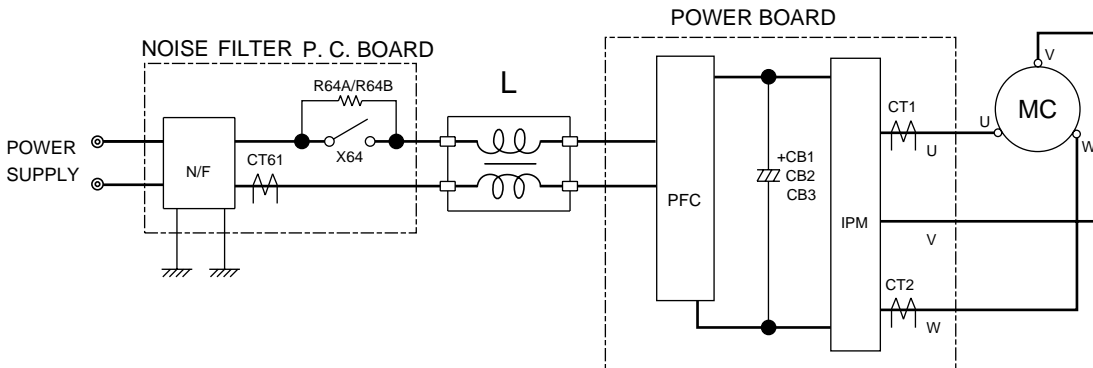 POWER BOARD
NOISE FILTER P. C. BOARD
R64A/R64B
L
V
CT1
MC
U
W
POWER
SUPPLY
N/F
CT61
X64
U
+CB1
CB2
CB3
PFC
IPM
V
CT2
W